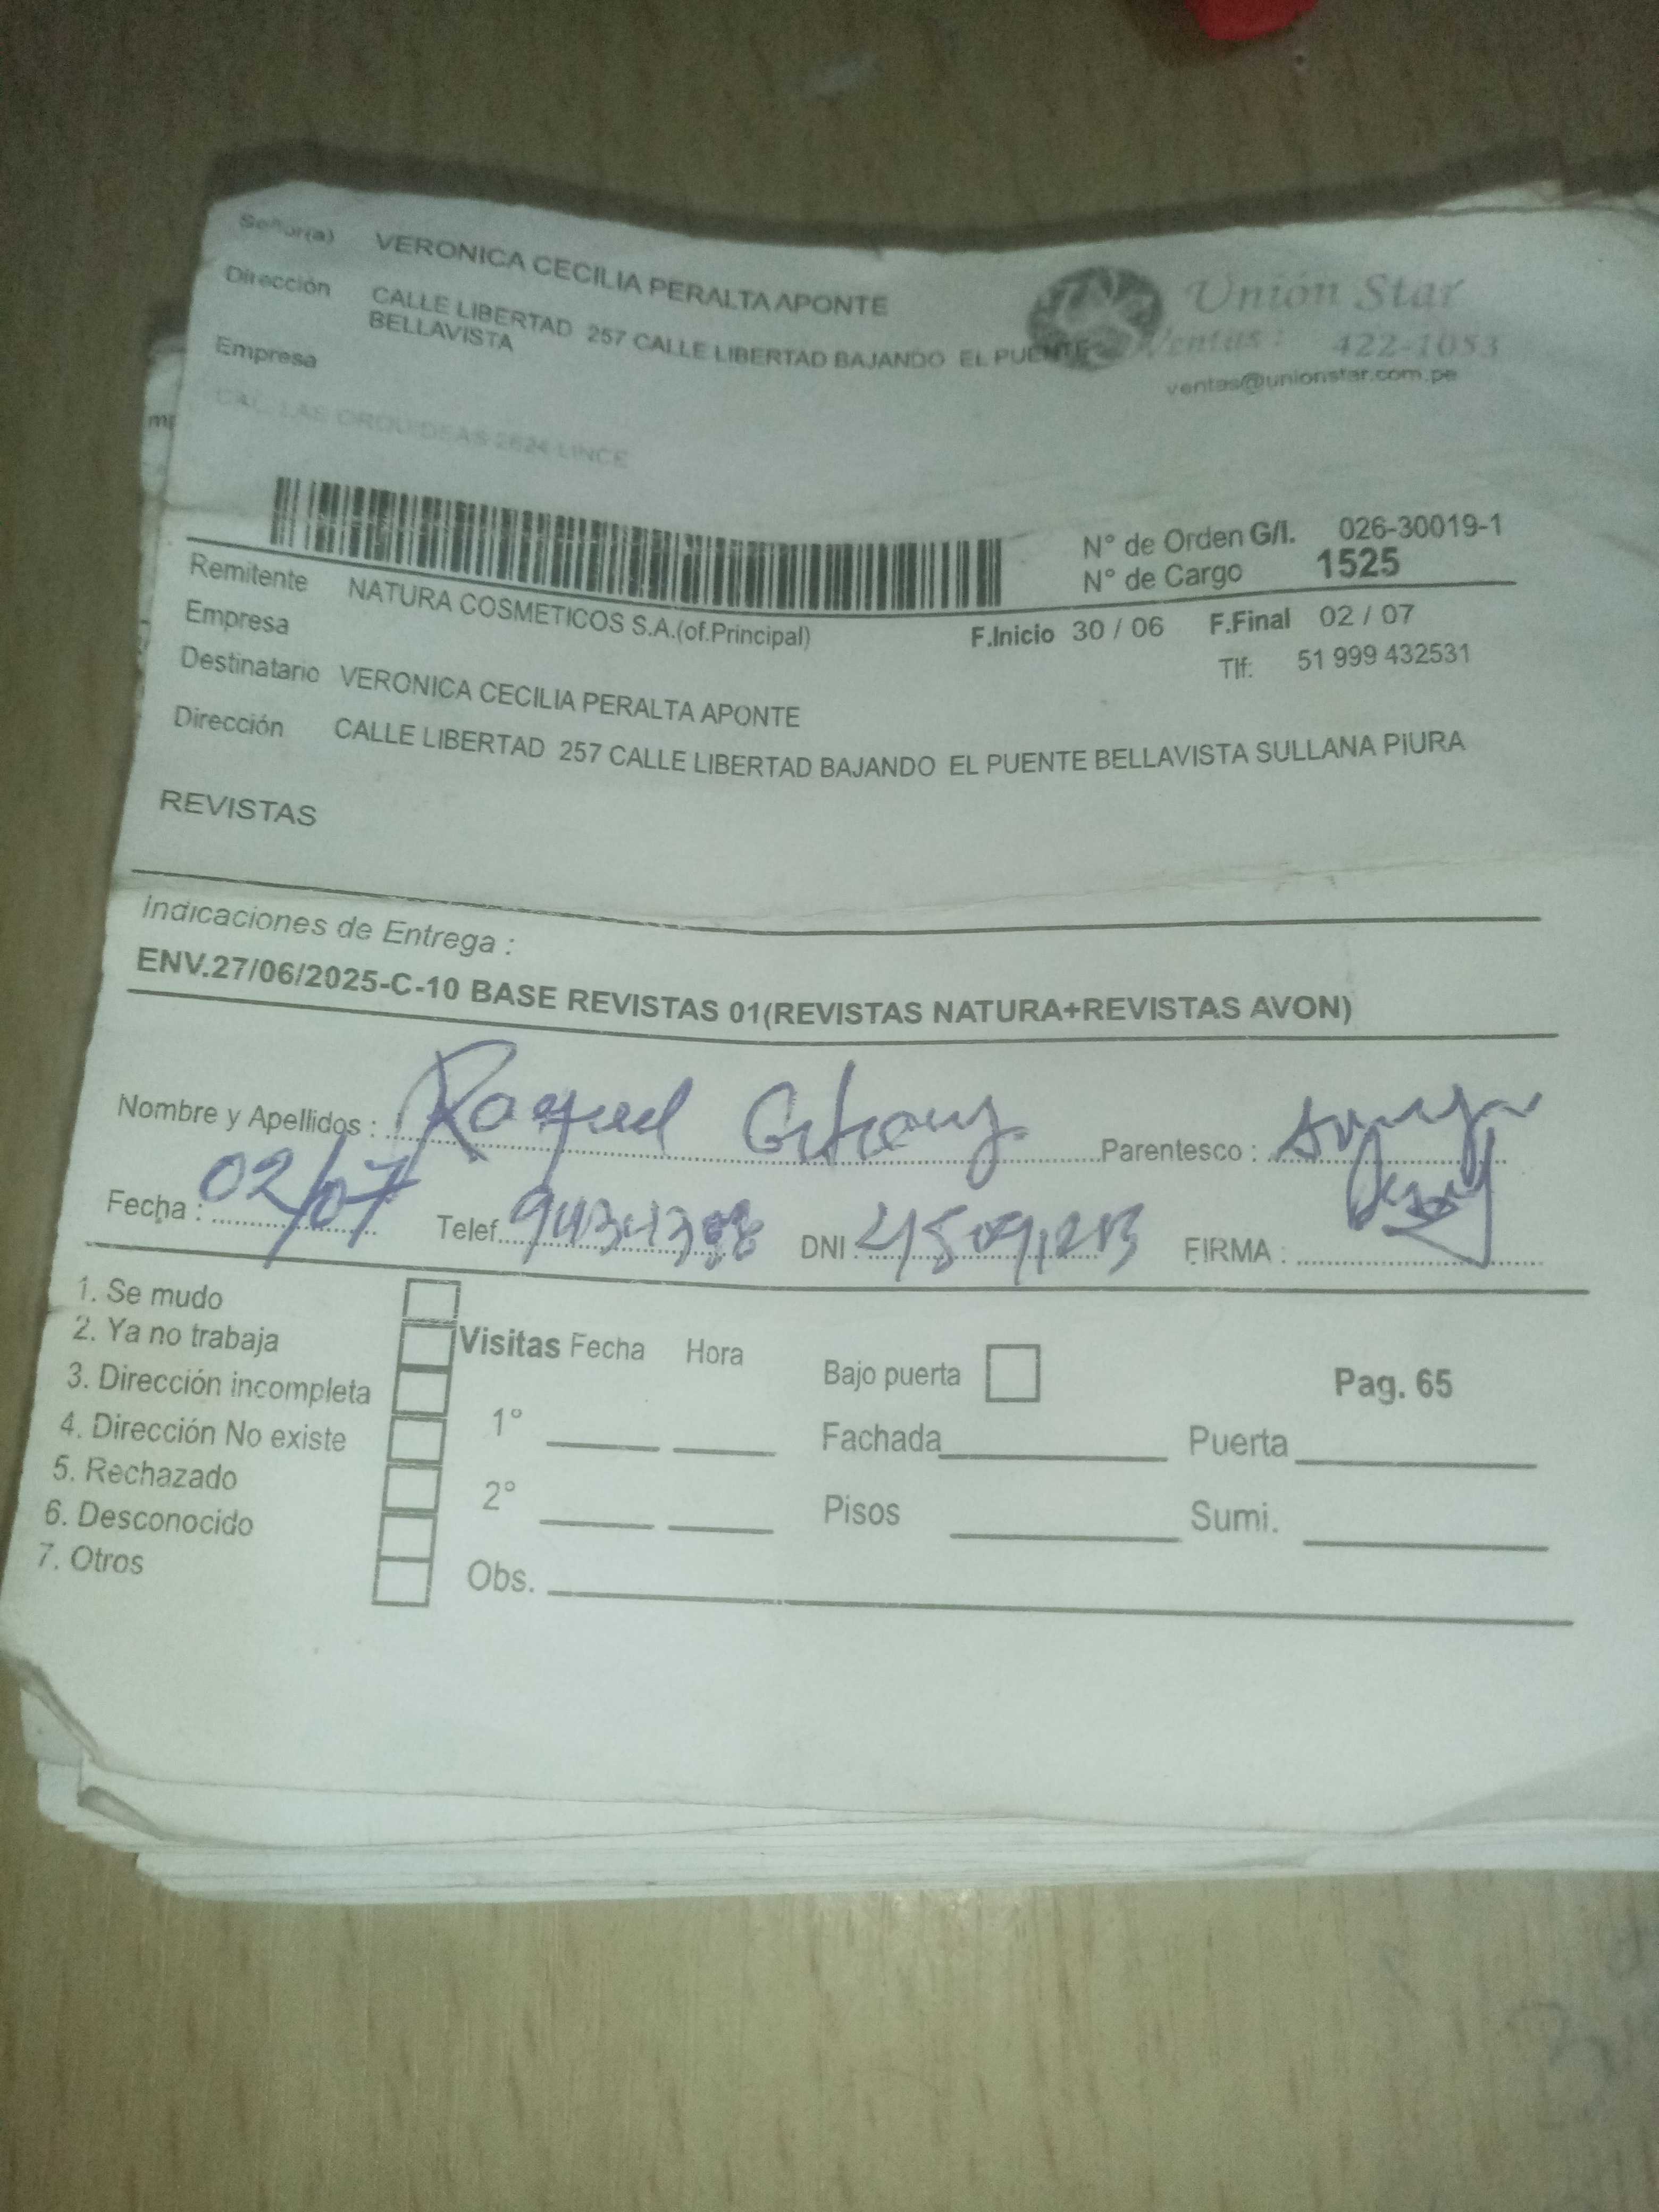 Señor(a) VERONICA CECILIA PERALTA APONTE
Dirección CALLE LIBERTAD 257 CALLE LIBERTAD BAJANDO EL PUENTE
BELLAVISTA
Empresa
Unión Star
Ventas : 422-1053
ventas@unionstar.com.pe
CAL. LAS ORQUIDEAS 2624 LINCE
N° de Orden G/I. 026-30019-1
N° de Cargo 1525
Remitente NATURA COSMETICOS S.A.(of.Principal)
F.Inicio 30 / 06 F.Final 02 / 07
Empresa
Tlf: 51 999 432531
Destinatario VERONICA CECILIA PERALTA APONTE
Dirección CALLE LIBERTAD 257 CALLE LIBERTAD BAJANDO EL PUENTE BELLAVISTA SULLANA PIURA
REVISTAS
Indicaciones de Entrega :
ENV.27/06/2025-C-10 BASE REVISTAS 01(REVISTAS NATURA+REVISTAS AVON)
Nombre y Apellidos : Raquel Parentesco :
Fecha : 02/07 Telef. DNI : FIRMA :
1. Se mudo
2. Ya no trabaja
3. Dirección incompleta
4. Dirección No existe
5. Rechazado
6. Desconocido
7. Otros
Visitas Fecha Hora
1°
2°
Obs.
Bajo puerta Pag. 65
Fachada Puerta
Pisos Sumi.